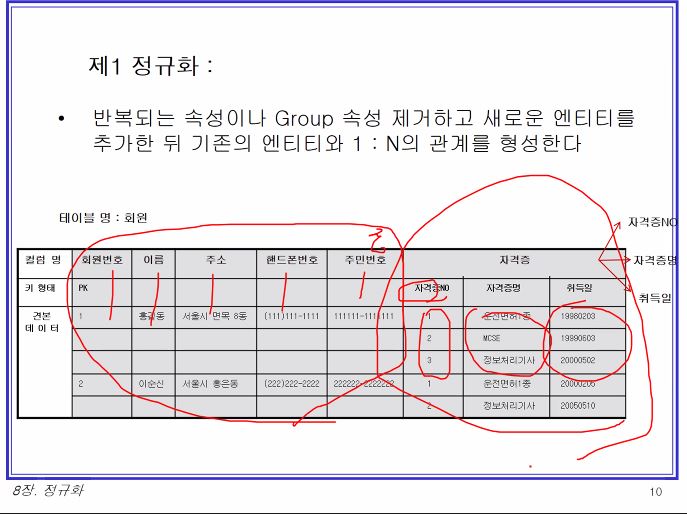 제1 정규화 :
• 반복되는 속성이나 Group 속성 제거하고 새로운 엔티티를
추가한 뒤 기존의 엔티티와 1 : N의 관계를 형성한다
테이블 명 : 회원
자격증NO
자격증명
취득일
컬럼 명 회원번호 이름 주소 핸드폰번호 주민번호 자격증
키 형태 PK 자격증NO 자격증명 취득일
견본 데이터 1 홍길동 서울시 면목 8동 (111)111-1111 111111-1111111 1 운전면허1종 19980203
2 MCSE 19990603
3 정보처리기사 20000502
2 이순신 서울시 홍은동 (222)222-2222 222222-2222222 1 운전면허1종
2 정보처리기사 20050510
8장. 정규화
10